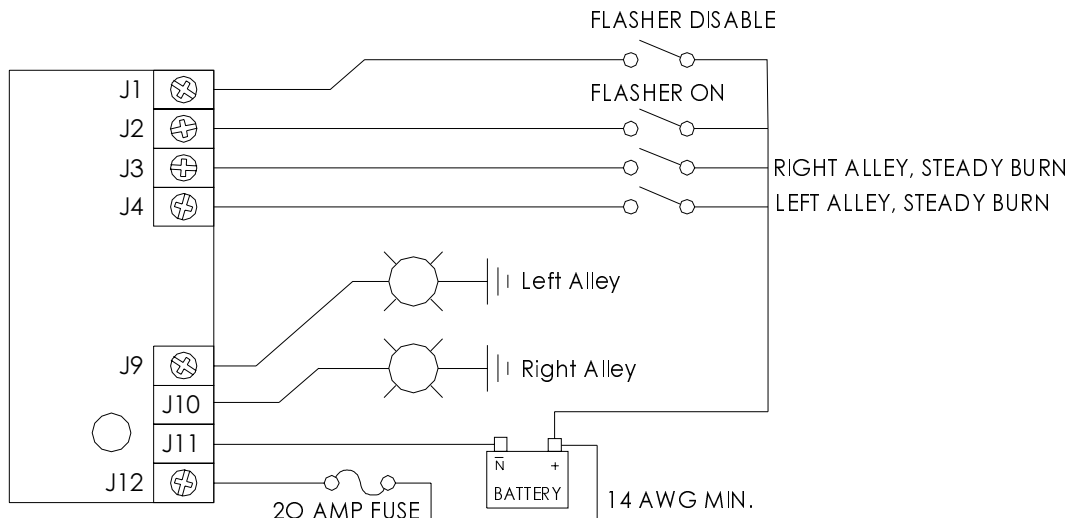 FLASHER DISABLE
J1
FLASHER ON
J2
J3
RIGHT ALLEY, STEADY BURN
J4
LEFT ALLEY, STEADY BURN
Left Alley
J9
Right Alley
J10
J11
N +
BATTERY
J12
20 AMP FUSE
14 AWG MIN.